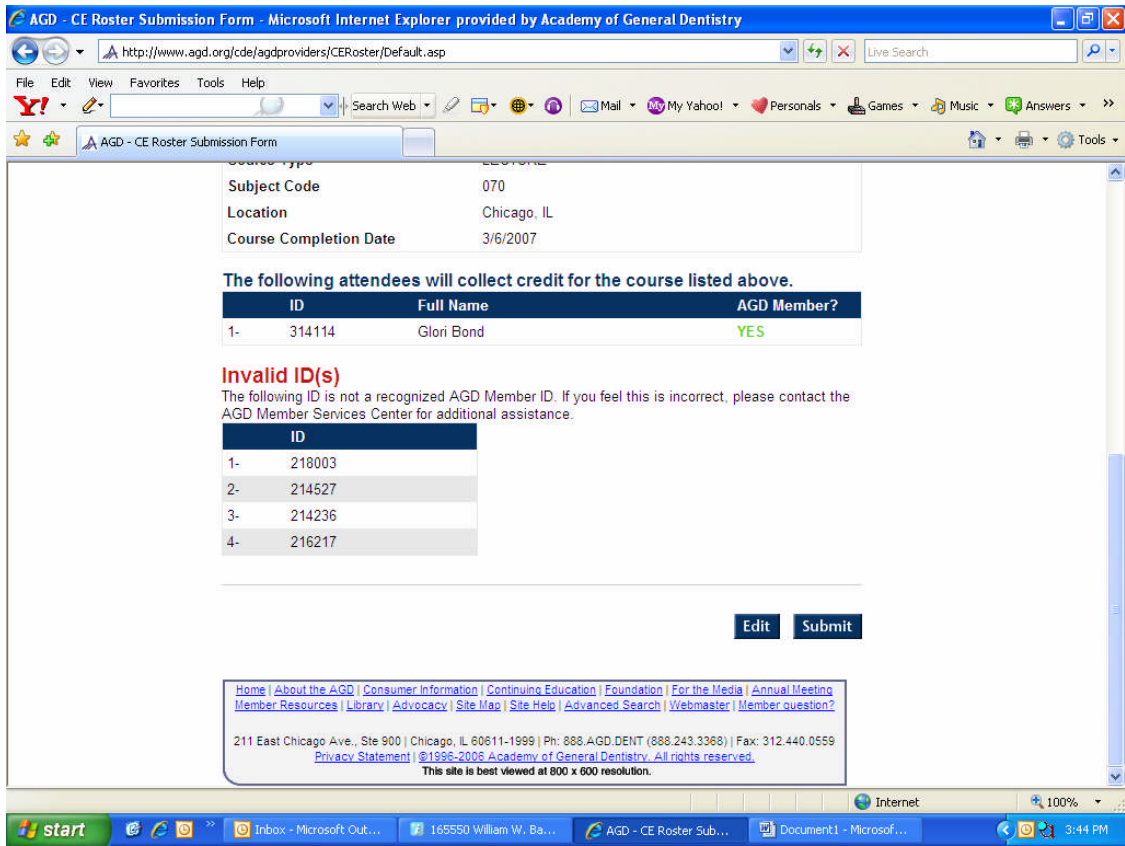 AGD - CE Roster Submission Form - Microsoft Internet Explorer provided by Academy of General Dentistry
http://www.agd.org/cde/agdproviders/CERoster/Default.asp
Live Search
File Edit View Favorites Tools Help
Y! Search Web Mail My Yahoo! Personals Games Music Answers
AGD - CE Roster Submission Form
Tools
Subject Code 070
Location Chicago, IL
Course Completion Date 3/6/2007
The following attendees will collect credit for the course listed above.
ID Full Name AGD Member?
1- 314114 Glori Bond YES
Invalid ID(s)
The following ID is not a recognized AGD Member ID. If you feel this is incorrect, please contact the
AGD Member Services Center for additional assistance.
ID
1- 218003
2- 214527
3- 214236
4- 216217
Edit Submit
Home | About the AGD | Consumer Information | Continuing Education | Foundation | For the Media | Annual Meeting
Member Resources | Library | Advocacy | Site Map | Site Help | Advanced Search | Webmaster | Member question?
211 East Chicago Ave., Ste 900 | Chicago, IL 60611-1999 | Ph: 888.AGD.DENT (888.243.3368) | Fax: 312.440.0559
Privacy Statement | ©1996-2006 Academy of General Dentistry. All rights reserved.
This site is best viewed at 800 x 600 resolution.
Internet 100%
start Inbox - Microsoft Out... 165550 William W. Ba... AGD - CE Roster Sub... Document1 - Microsof... 3:44 PM